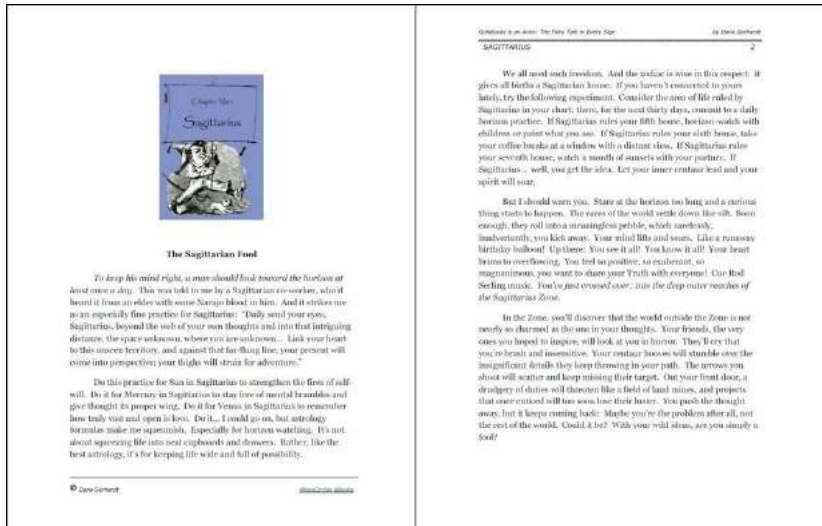 Chapter Nine
Sagittarius
The Sagittarian Fool
To keep his mind right, a man should look toward the horizon at
least once a day. This was told to me by a Sagittarian co-worker, who'd
heard it from an elder with some Navajo blood in him. And it strikes me
as an especially fine practice for Sagittarius: "Daily send your eyes,
Sagittarius, beyond the web of your own thoughts and into that intriguing
distance, the space unknown, where you are unknown... Link your heart
to this unseen territory, and against that far-flung line, your present will
come into perspective; your thighs will strain for adventure."
Do this practice for Sun in Sagittarius to strengthen the fires of self-
will. Do it for Mercury in Sagittarius to stay free of mental brambles and
give thought its proper wing. Do it for Venus in Sagittarius to remember
how truly vast and open is love. Do it... I could go on, but astrology
formulas make me squeamish. Especially for horizon watching. It's not
about squeezing life into neat cupboards and drawers. Rather, like the
best astrology, it's for keeping life wide and full of possibility.
© Dana Gerhardt
MoonCircles eBooks
by Dana Gerhardt
SAGITTARIUS 2
We all need such freedom. And the zodiac is wise in this respect: it
gives all births a Sagittarian house. If you haven't connected to yours
lately, try the following experiment. Consider the area of life ruled by
Sagittarius in your chart; there, for the next thirty days, commit to a daily
horizon practice. If Sagittarius rules your fifth house, horizon-watch with
children or paint what you see. If Sagittarius rules your sixth house, take
your coffee breaks at a window with a distant view. If Sagittarius rules
your seventh house, watch a month of sunsets with your partner. If
Sagittarius... well, you get the idea. Let your inner centaur lead and your
spirit will soar.
But I should warn you. Stare at the horizon too long and a curious
thing starts to happen. The cares of the world settle down like silt. Soon
enough, they roll into a meaningless pebble, which carelessly,
inadvertently, you kick away. Your mind lifts and soars. Like a runaway
birthday balloon! Up there: You see it all! You know it all! Your heart
brims to overflowing. You feel so positive, so exuberant, so
magnanimous, you want to share your Truth with everyone! Cue Rod
Serling music. You've just crossed over; into the deep outer reaches of
the Sagittarius Zone.
In the Zone, you'll discover that the world outside the Zone is not
nearly so charmed as the one in your thoughts. Your friends, the very
ones you hoped to inspire, will look at you in horror. They'll cry that
you're brash and insensitive. Your centaur hooves will stumble over the
insignificant details they keep throwing in your path. The arrows you
shoot will scatter and keep missing their target. Out your front door, a
drudgery of duties will threaten like a field of land mines, and projects
that once enticed will too soon lose their luster. You push the thought
away, but it keeps coming back: Maybe you're the problem after all, not
the rest of the world. Could it be? With your wild ideas, are you simply a
fool?